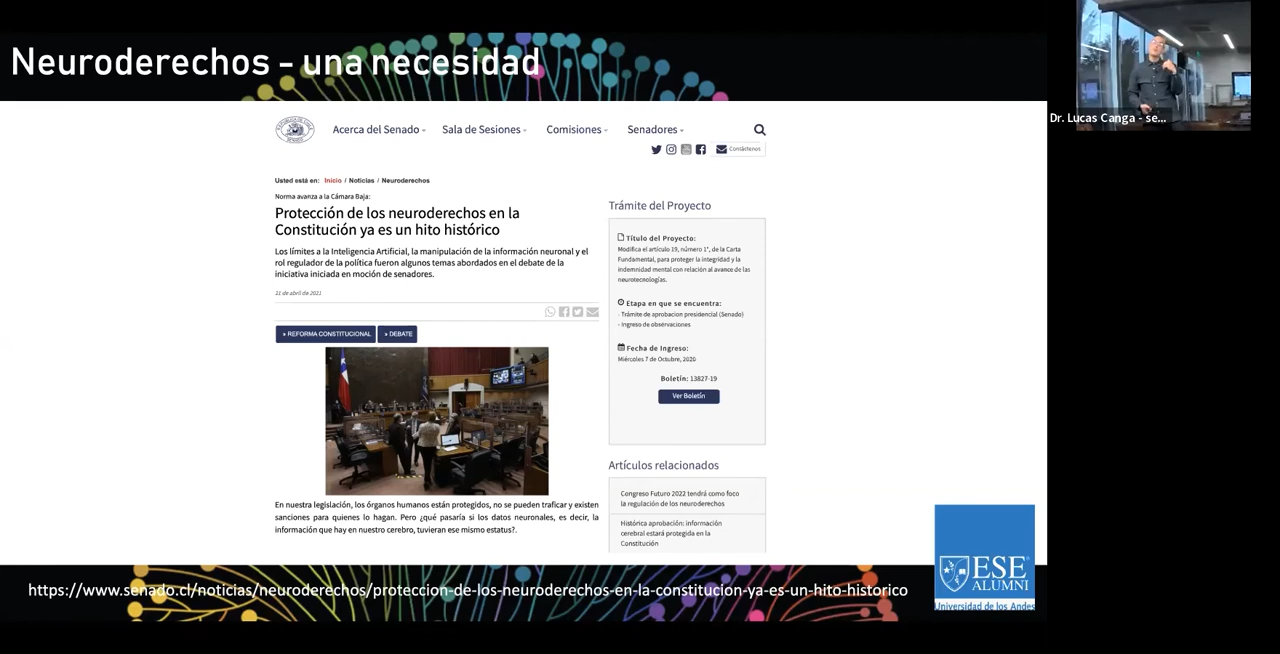 Neuroderechos - una necesidad
Dr. Lucas Canga - se...
Acerca del Senado
Sala de Sesiones
Comisiones
Senadores
Contáctenos
Usted está en: Inicio / Noticias / Neuroderechos
Norma avanza a la Cámara Baja:
Protección de los neuroderechos en la
Constitución ya es un hito histórico
Los límites a la Inteligencia Artificial, la manipulación de la información neuronal y el
rol regulador de la política fueron algunos temas abordados en el debate de la
iniciativa iniciada en moción de senadores.
21 de abril de 2021
» REFORMA CONSTITUCIONAL
» DEBATE
En nuestra legislación, los órganos humanos están protegidos, no se pueden traficar y existen
sanciones para quienes lo hagan. Pero ¿qué pasaría si los datos neuronales, es decir, la
información que hay en nuestro cerebro, tuvieran ese mismo estatus?.
Trámite del Proyecto
Título del Proyecto:
Modifica el artículo 19, número 1°, de la Carta
Fundamental, para proteger la integridad y la
indemnidad mental con relación al avance de las
neurotecnologías.
Etapa en que se encuentra:
- Trámite de aprobacion presidencial (Senado)
- Ingreso de observaciones
Fecha de Ingreso:
Miércoles 7 de Octubre, 2020
Boletín: 13827-19
Ver Boletín
Artículos relacionados
Congreso Futuro 2022 tendrá como foco
la regulación de los neuroderechos
Histórica aprobación: información
cerebral estará protegida en la
Constitución
https://www.senado.cl/noticias/neuroderechos/proteccion-de-los-neuroderechos-en-la-constitucion-ya-es-un-hito-historico
ESE
ALUMNI
Universidad de los Andes